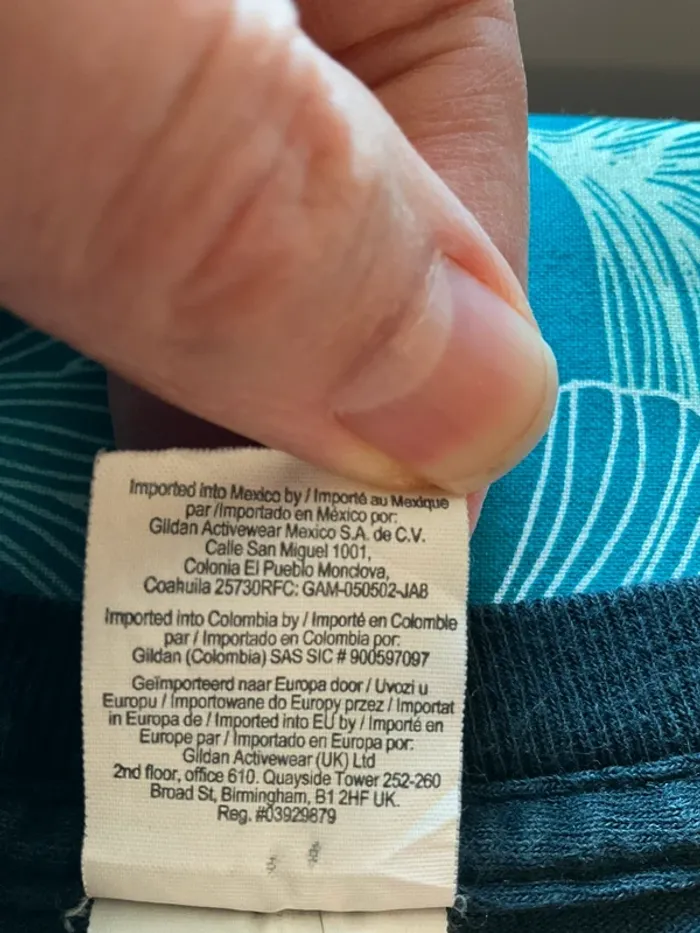 Imported into Mexico by / Importé au Mexique
par /Importado en México por:
Gildan Activewear Mexico S.A. de C.V.
Calle San Miguel 1001,
Colonia El Pueblo Monclova,
Coahuila 25730RFC: GAM-050502-JA8
Imported into Colombia by / Importé en Colombie
par / Importado en Colombia por:
Gildan (Colombia) SAS SIC # 900597097
Geïmporteerd naar Europa door / Uvozi u
Europu / Importowane do Europy przez / Importat
in Europa de / Imported into EU by / Importé en
Europe par / Importado en Europa por:
Gildan Activewear (UK) Ltd
2nd floor, office 610. Quayside Tower 252-260
Broad St, Birmingham, B1 2HF UK.
Reg. #03929879